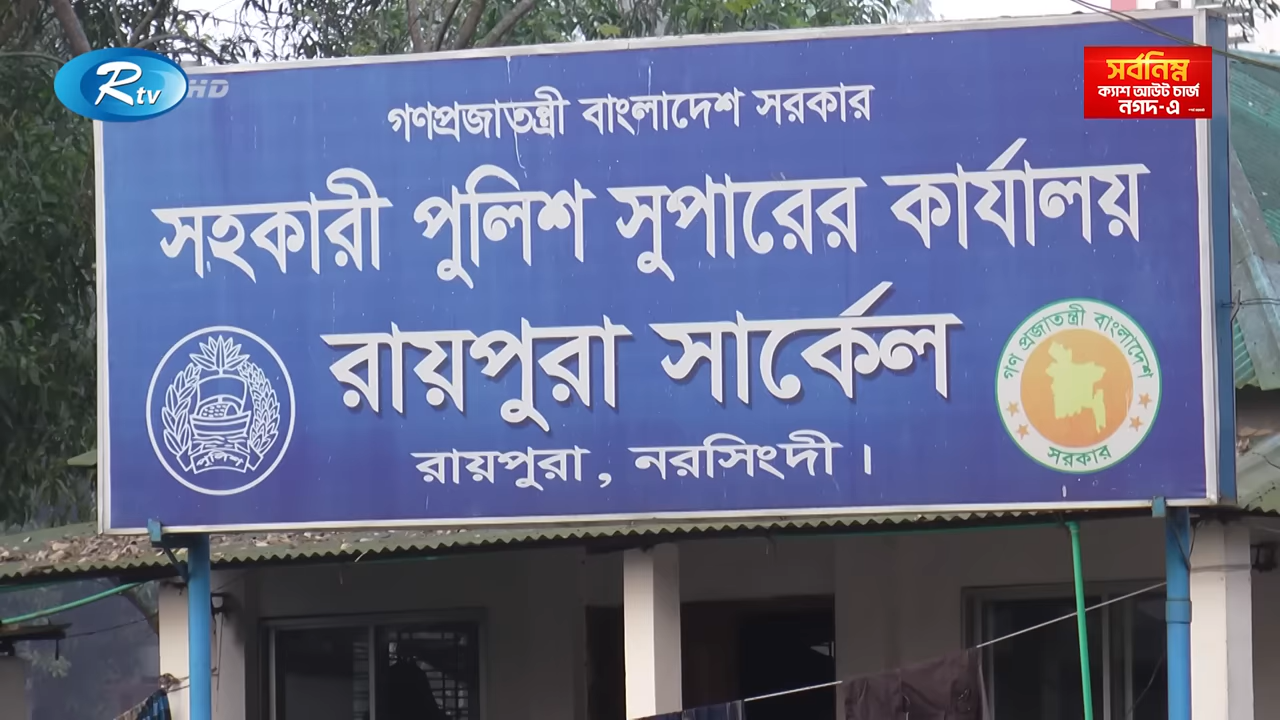 Rtv HD
সর্বনিম্ন
ক্যাশ আউট চার্জ
নগদ-এ
গণপ্রজাতন্ত্রী বাংলাদেশ সরকার
সহকারী পুলিশ সুপারের কার্যালয়
রায়পুরা সার্কেল
রায়পুরা, নরসিংদী।
পুলিশ
গণ প্রজাতন্ত্রী বাংলাদেশ
সরকার